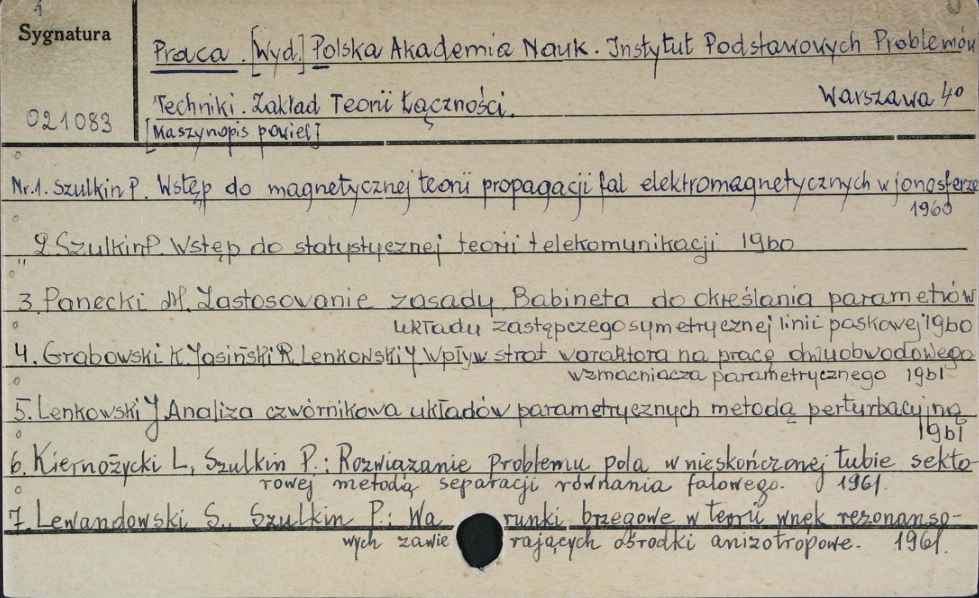 Sygnatura
Praca. [Wyd] Polska Akademia Nauk. Instytut Podstawowych Problemów
Techniki. Zakład Teorii Łączności. Warszawa 40
021083
[Maszynopis powiel]
Nr.1. Szulkin P. Wstęp do magnetycznej teorii propagacji fal elektromagnetycznych w jonosferze
1960
" 2 Szulkin P. Wstęp do statystycznej teorii telekomunikacji 1960
3. Panecki M. Zastosowanie zasady Babineta do określania parametrów
układu zastępczego symetrycznej linii paskowej 1960
4. Grabowski K. Jasiński R, Lenkowski J Wpływ strat waraktora na pracę dwuobwodowego
wzmacniacza parametrycznego 1961
5. Lenkowski J. Analiza czwórnikowa układów parametrycznych metodą perturbacyjną
1961
6. Kiernożycki L, Szulkin P.: Rozwiązanie problemu pola w nieskończonej tubie sekto-
rowej metodą separacji równania falowego. 1961.
7. Lewandowski S., Szulkin P.: Wa runki brzegowe w teorii wnęk rezonanso-
wych zawie rających ośrodki anizotropowe. 1961.